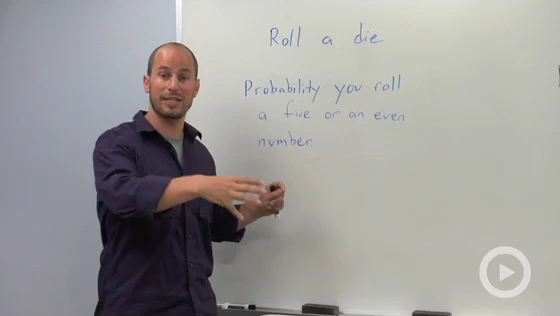 Roll a die
Probability you roll
a five or an even
number.